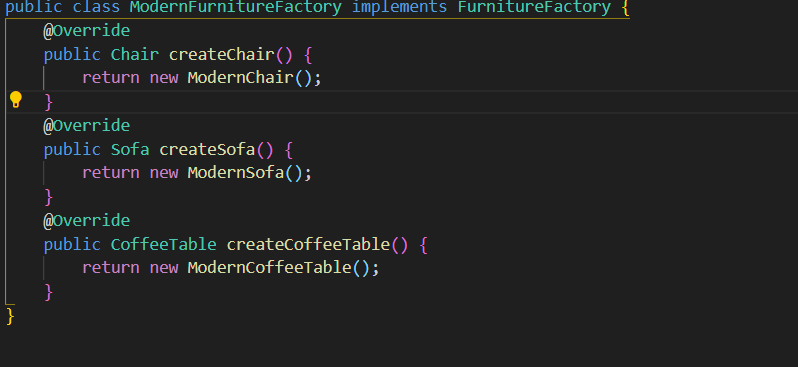 public class ModernFurnitureFactory implements FurnitureFactory {
    @Override
    public Chair createChair() {
        return new ModernChair();
    }
    @Override
    public Sofa createSofa() {
        return new ModernSofa();
    }
    @Override
    public CoffeeTable createCoffeeTable() {
        return new ModernCoffeeTable();
    }
}